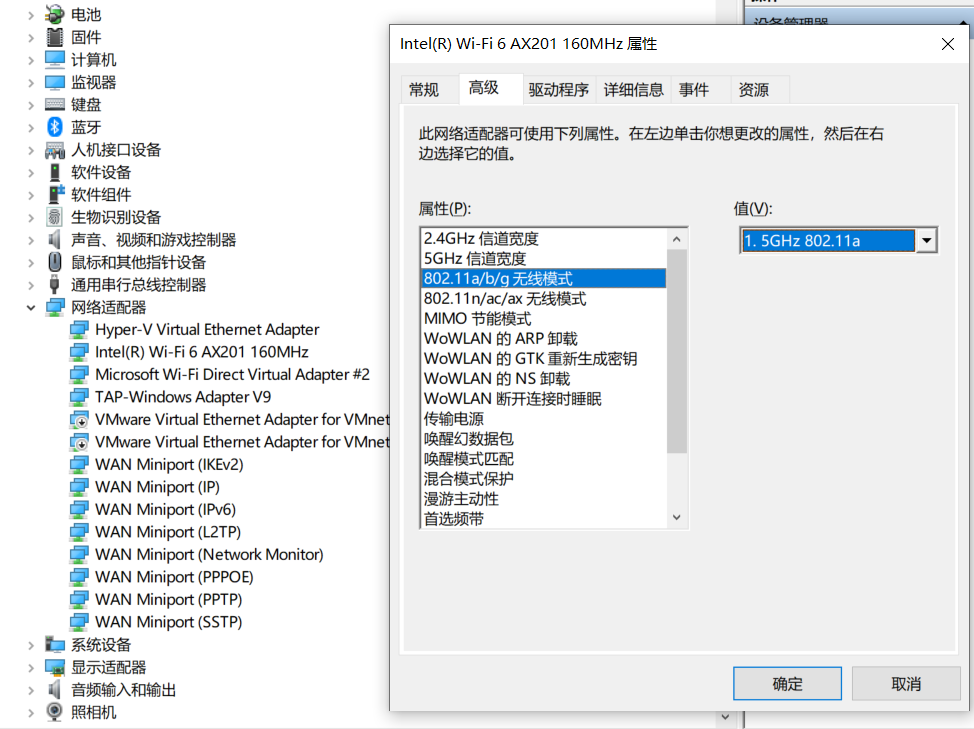 电池
固件
计算机
监视器
键盘
蓝牙
人机接口设备
软件设备
软件组件
生物识别设备
声音、视频和游戏控制器
鼠标和其他指针设备
通用串行总线控制器
网络适配器
Hyper-V Virtual Ethernet Adapter
Intel(R) Wi-Fi 6 AX201 160MHz
Microsoft Wi-Fi Direct Virtual Adapter #2
TAP-Windows Adapter V9
VMware Virtual Ethernet Adapter for VMnet
VMware Virtual Ethernet Adapter for VMnet
WAN Miniport (IKEv2)
WAN Miniport (IP)
WAN Miniport (IPv6)
WAN Miniport (L2TP)
WAN Miniport (Network Monitor)
WAN Miniport (PPPOE)
WAN Miniport (PPTP)
WAN Miniport (SSTP)
系统设备
显示适配器
音频输入和输出
照相机
设备管理器
Intel(R) Wi-Fi 6 AX201 160MHz 属性
常规 高级 驱动程序 详细信息 事件 资源
此网络适配器可使用下列属性。在左边单击你想更改的属性，然后在右
边选择它的值。
属性(P):
2.4GHz 信道宽度
5GHz 信道宽度
802.11a/b/g 无线模式
802.11n/ac/ax 无线模式
MIMO 节能模式
WoWLAN 的 ARP 卸载
WoWLAN 的 GTK 重新生成密钥
WoWLAN 的 NS 卸载
WoWLAN 断开连接时睡眠
传输电源
唤醒幻数据包
唤醒模式匹配
混合模式保护
漫游主动性
首选频带
值(V):
1. 5GHz 802.11a
确定 取消